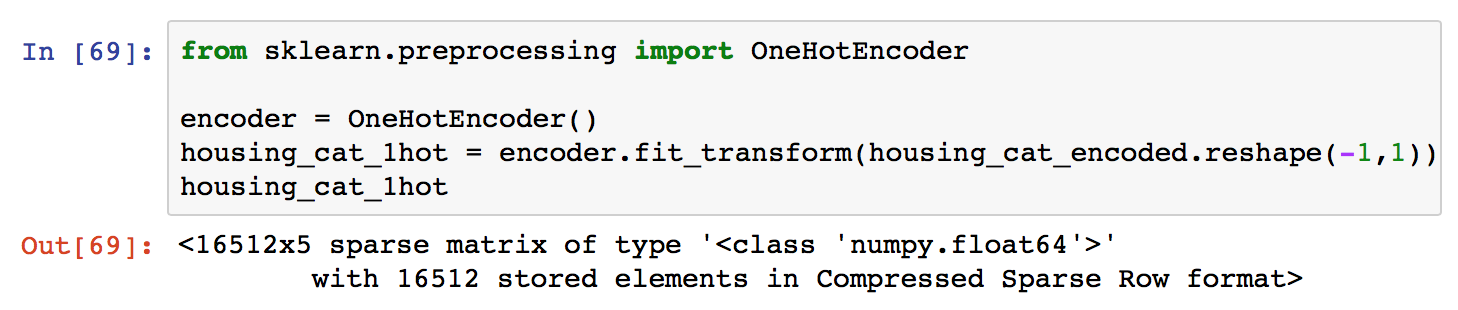 In [69]: from sklearn.preprocessing import OneHotEncoder
encoder = OneHotEncoder()
housing_cat_1hot = encoder.fit_transform(housing_cat_encoded.reshape(-1,1))
housing_cat_1hot
Out[69]: <16512x5 sparse matrix of type '<class 'numpy.float64'>'
with 16512 stored elements in Compressed Sparse Row format>